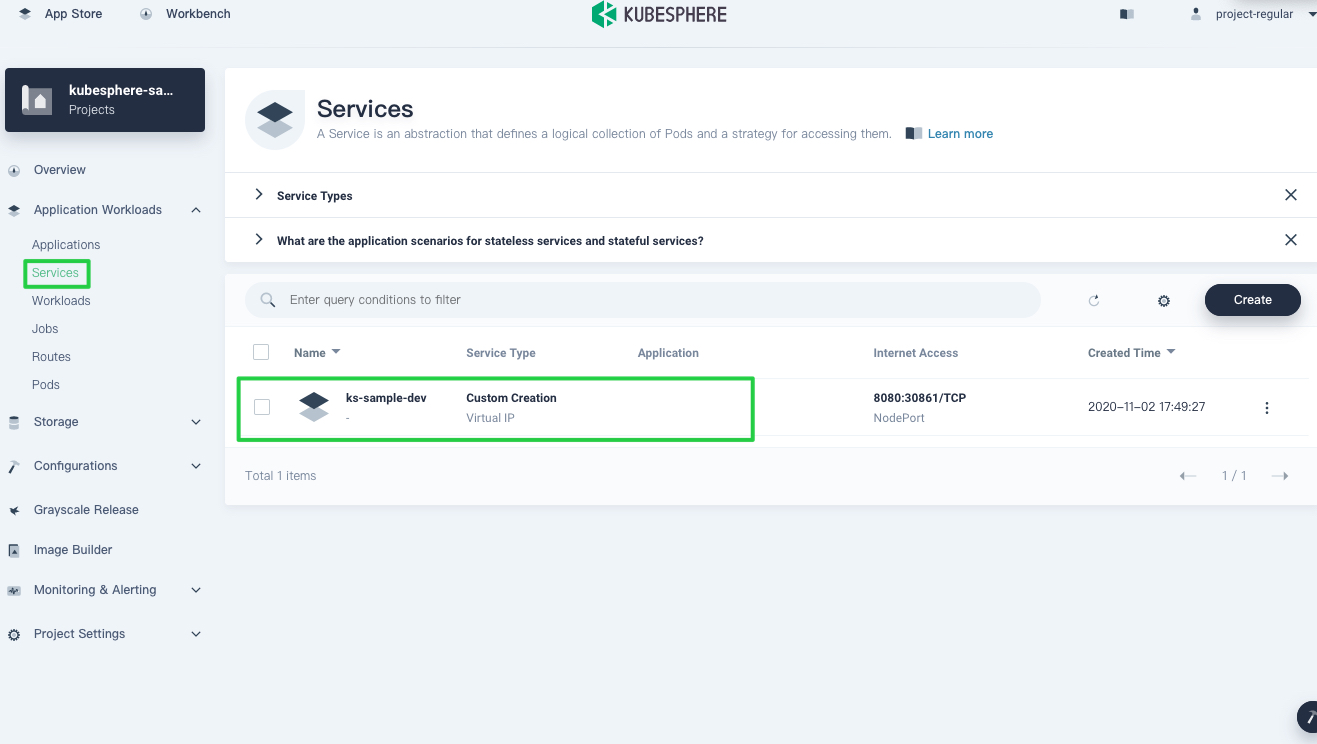 App Store
Workbench
KUBESPHERE
project-regular
kubesphere-sa...
Projects
Overview
Application Workloads
Applications
Services
Workloads
Jobs
Routes
Pods
Storage
Configurations
Grayscale Release
Image Builder
Monitoring & Alerting
Project Settings
Services
A Service is an abstraction that defines a logical collection of Pods and a strategy for accessing them. Learn more
Service Types
What are the application scenarios for stateless services and stateful services?
Enter query conditions to filter
Create
Name Service Type Application Internet Access Created Time
ks-sample-dev Custom Creation 8080:30861/TCP 2020-11-02 17:49:27
- Virtual IP NodePort
Total 1 items
1 / 1